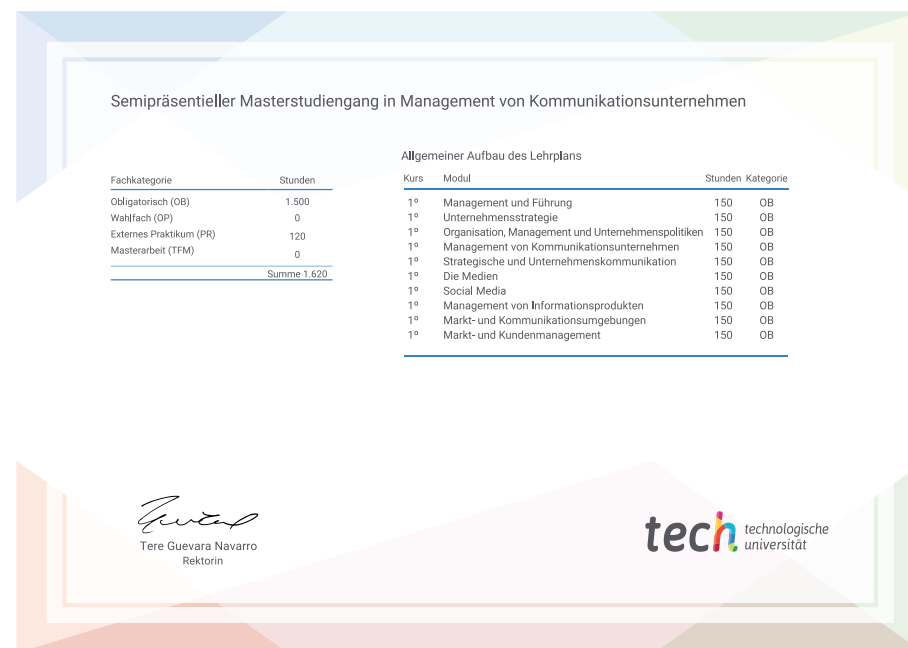 Semipräsentieller Masterstudiengang in Management von Kommunikationsunternehmen
Fachkategorie Stunden
Obligatorisch (OB) 1.500
Wahlfach (OP) 0
Externes Praktikum (PR) 120
Masterarbeit (TFM) 0
Summe 1.620
Allgemeiner Aufbau des Lehrplans
Kurs Modul Stunden Kategorie
1º Management und Führung 150 OB
1º Unternehmensstrategie 150 OB
1º Organisation, Management und Unternehmenspolitiken 150 OB
1º Management von Kommunikationsunternehmen 150 OB
1º Strategische und Unternehmenskommunikation 150 OB
1º Die Medien 150 OB
1º Social Media 150 OB
1º Management von Informationsprodukten 150 OB
1º Markt- und Kommunikationsumgebungen 150 OB
1º Markt- und Kundenmanagement 150 OB
Tere Guevara Navarro
Rektorin
tech technologische
universität